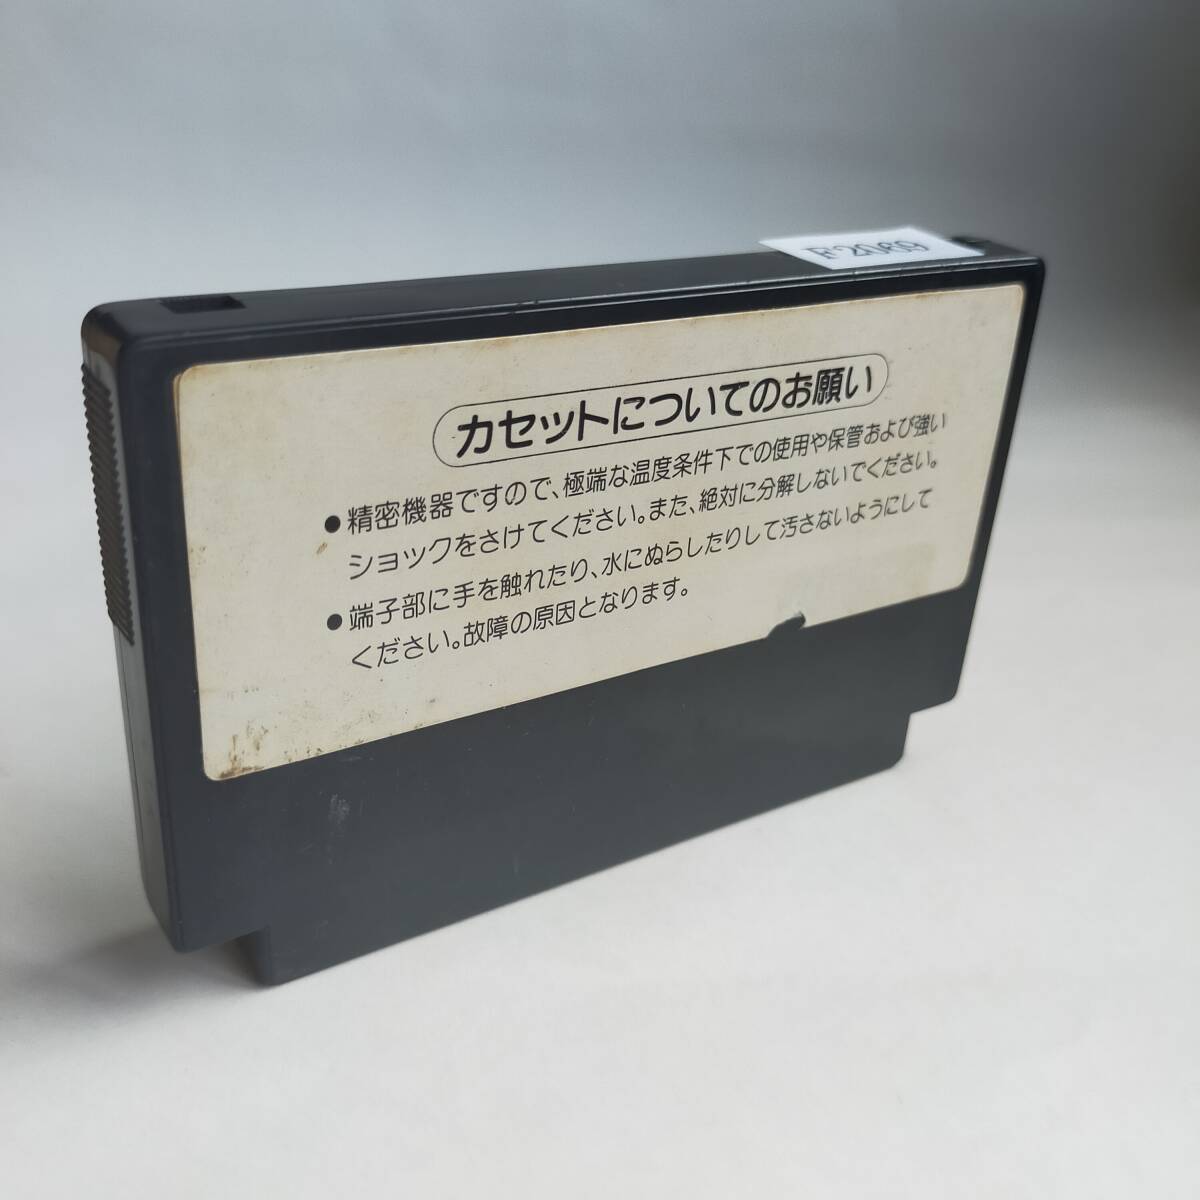 F2069
カセットについてのお願い
●精密機器ですので、極端な温度条件下での使用や保管および強い
ショックをさけてください。また、絶対に分解しないでください。
●端子部に手を触れたり、水にぬらしたりして汚さないようにして
ください。故障の原因となります。